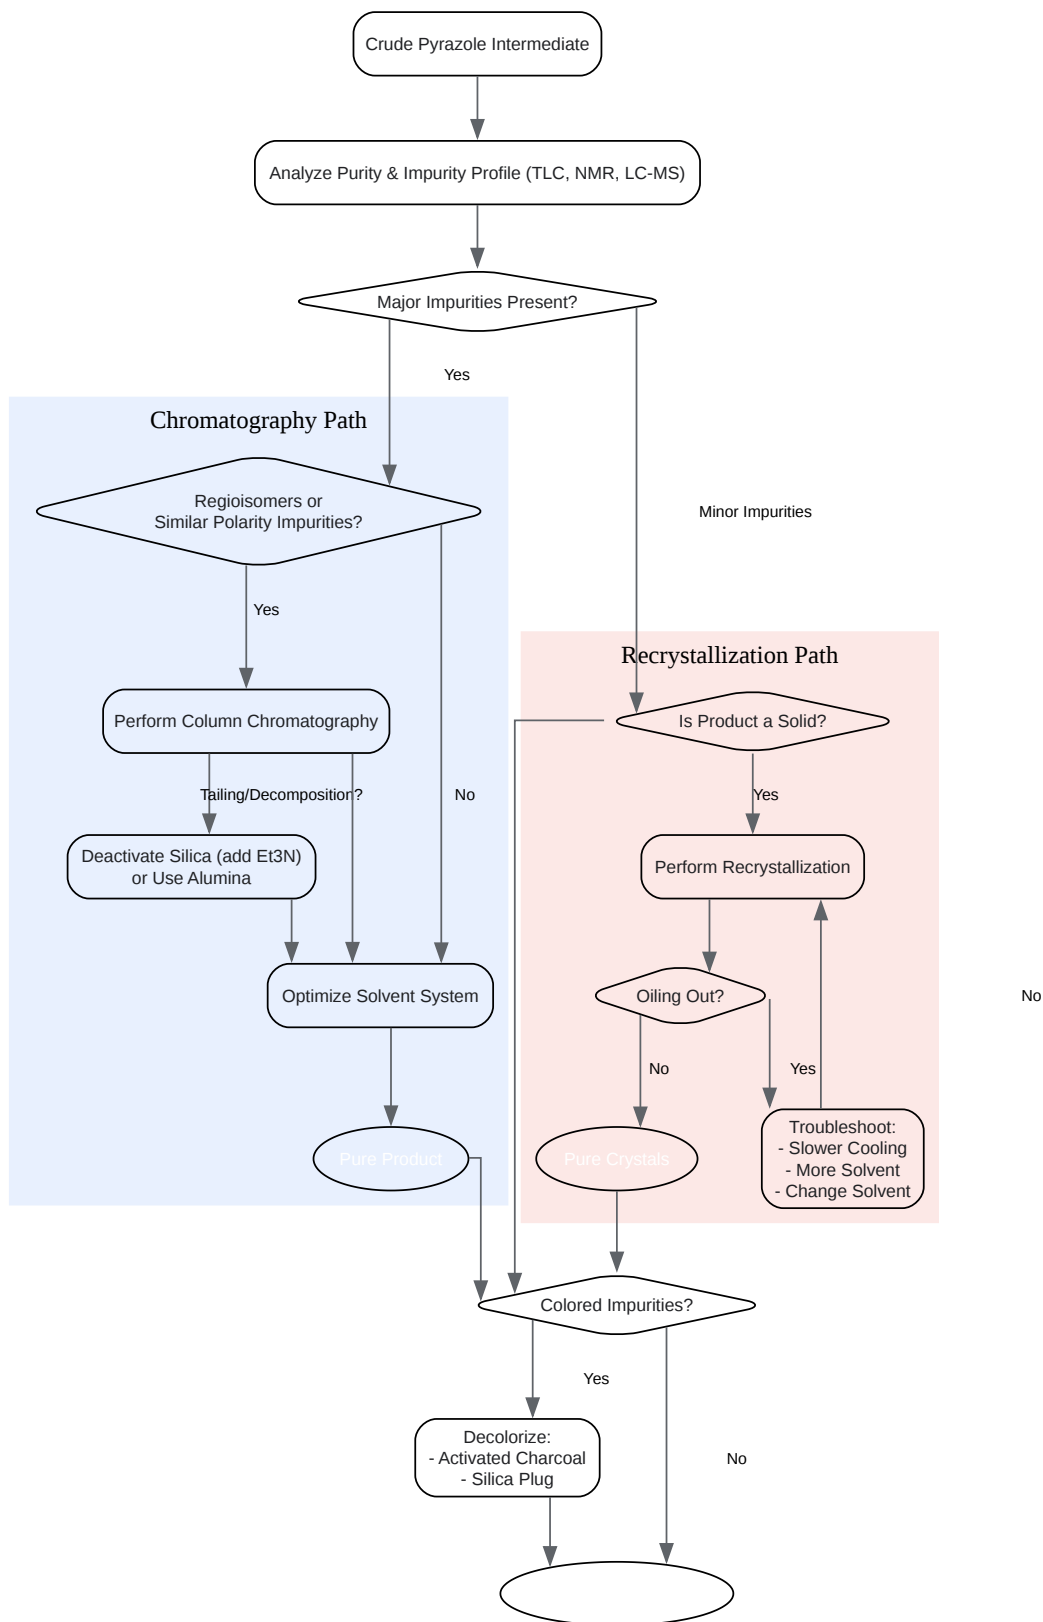 Crude Pyrazole Intermediate
Analyze Purity & Impurity Profile (TLC, NMR, LC-MS)
Major Impurities Present?
Yes
Chromatography Path
Regioisomers or
Similar Polarity Impurities?
Minor Impurities
Yes
Recrystallization Path
Perform Column Chromatography
Is Product a Solid?
Tailing/Decomposition?
No
Yes
Deactivate Silica (add Et3N)
or Use Alumina
Perform Recrystallization
Optimize Solvent System
Oiling Out?
No
No
Yes
Pure Product
Pure Crystals
Troubleshoot:
- Slower Cooling
- More Solvent
- Change Solvent
Colored Impurities?
Yes
Decolorize:
- Activated Charcoal
- Silica Plug
No